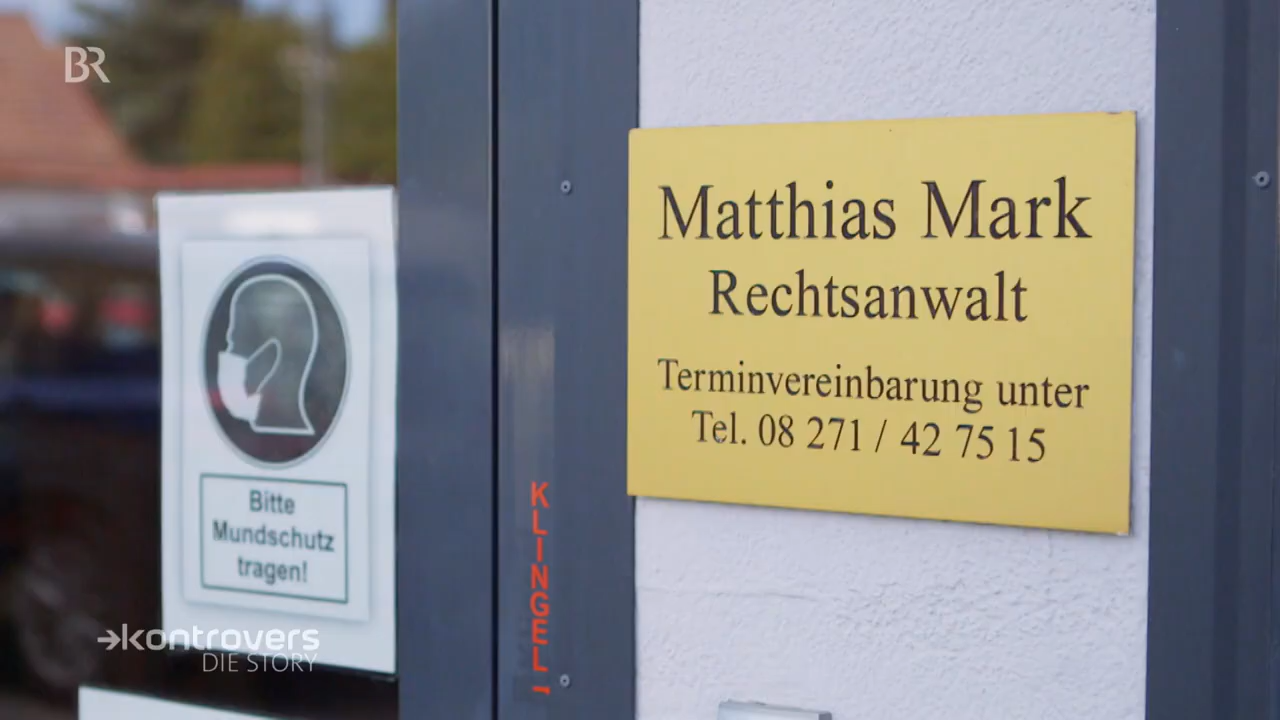 BR
Matthias Mark
Rechtsanwalt
Terminvereinbarung unter
Tel. 08 271 / 42 75 15
Bitte
Mundschutz
tragen!
KLINGEL
kontrovers
DIE STORY